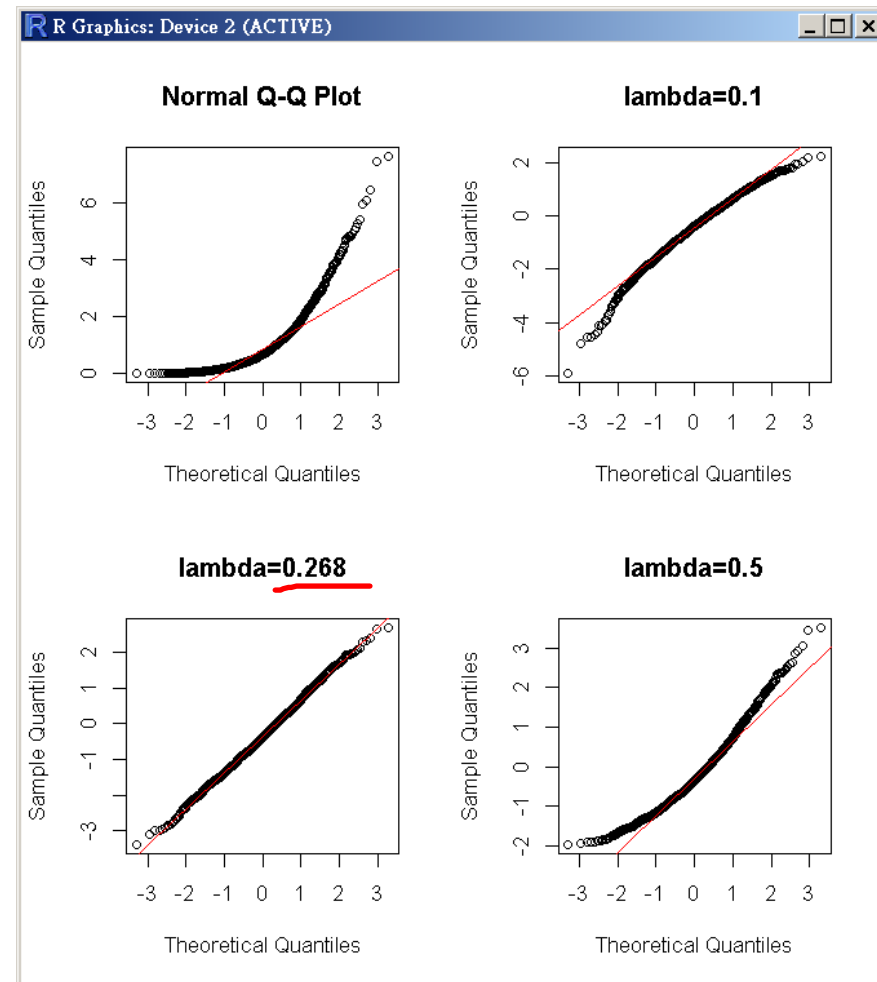 R Graphics: Device 2 (ACTIVE)
Normal Q-Q Plot
Sample Quantiles
6
4
2
0
-3 -2 -1 0 1 2 3
Theoretical Quantiles
lambda=0.1
Sample Quantiles
2
0
-2
-4
-6
-3 -2 -1 0 1 2 3
Theoretical Quantiles
lambda=0.268
Sample Quantiles
2
1
0
-1
-3
-3 -2 -1 0 1 2 3
Theoretical Quantiles
lambda=0.5
Sample Quantiles
3
2
1
0
-1
-2
-3 -2 -1 0 1 2 3
Theoretical Quantiles